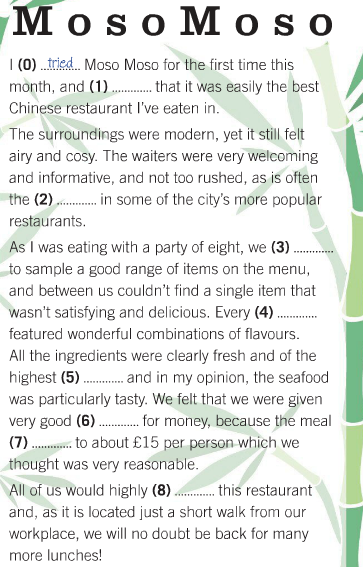 Moso Moso
I (0) ...tried... Moso Moso for the first time this
month, and (1) ............. that it was easily the best
Chinese restaurant I've eaten in.
The surroundings were modern, yet it still felt
airy and cosy. The waiters were very welcoming
and informative, and not too rushed, as is often
the (2) ............. in some of the city's more popular
restaurants.
As I was eating with a party of eight, we (3) .............
to sample a good range of items on the menu,
and between us couldn't find a single item that
wasn't satisfying and delicious. Every (4) .............
featured wonderful combinations of flavours.
All the ingredients were clearly fresh and of the
highest (5) ............. and in my opinion, the seafood
was particularly tasty. We felt that we were given
very good (6) ............. for money, because the meal
(7) ............. to about £15 per person which we
thought was very reasonable.
All of us would highly (8) ............. this restaurant
and, as it is located just a short walk from our
workplace, we will no doubt be back for many
more lunches!